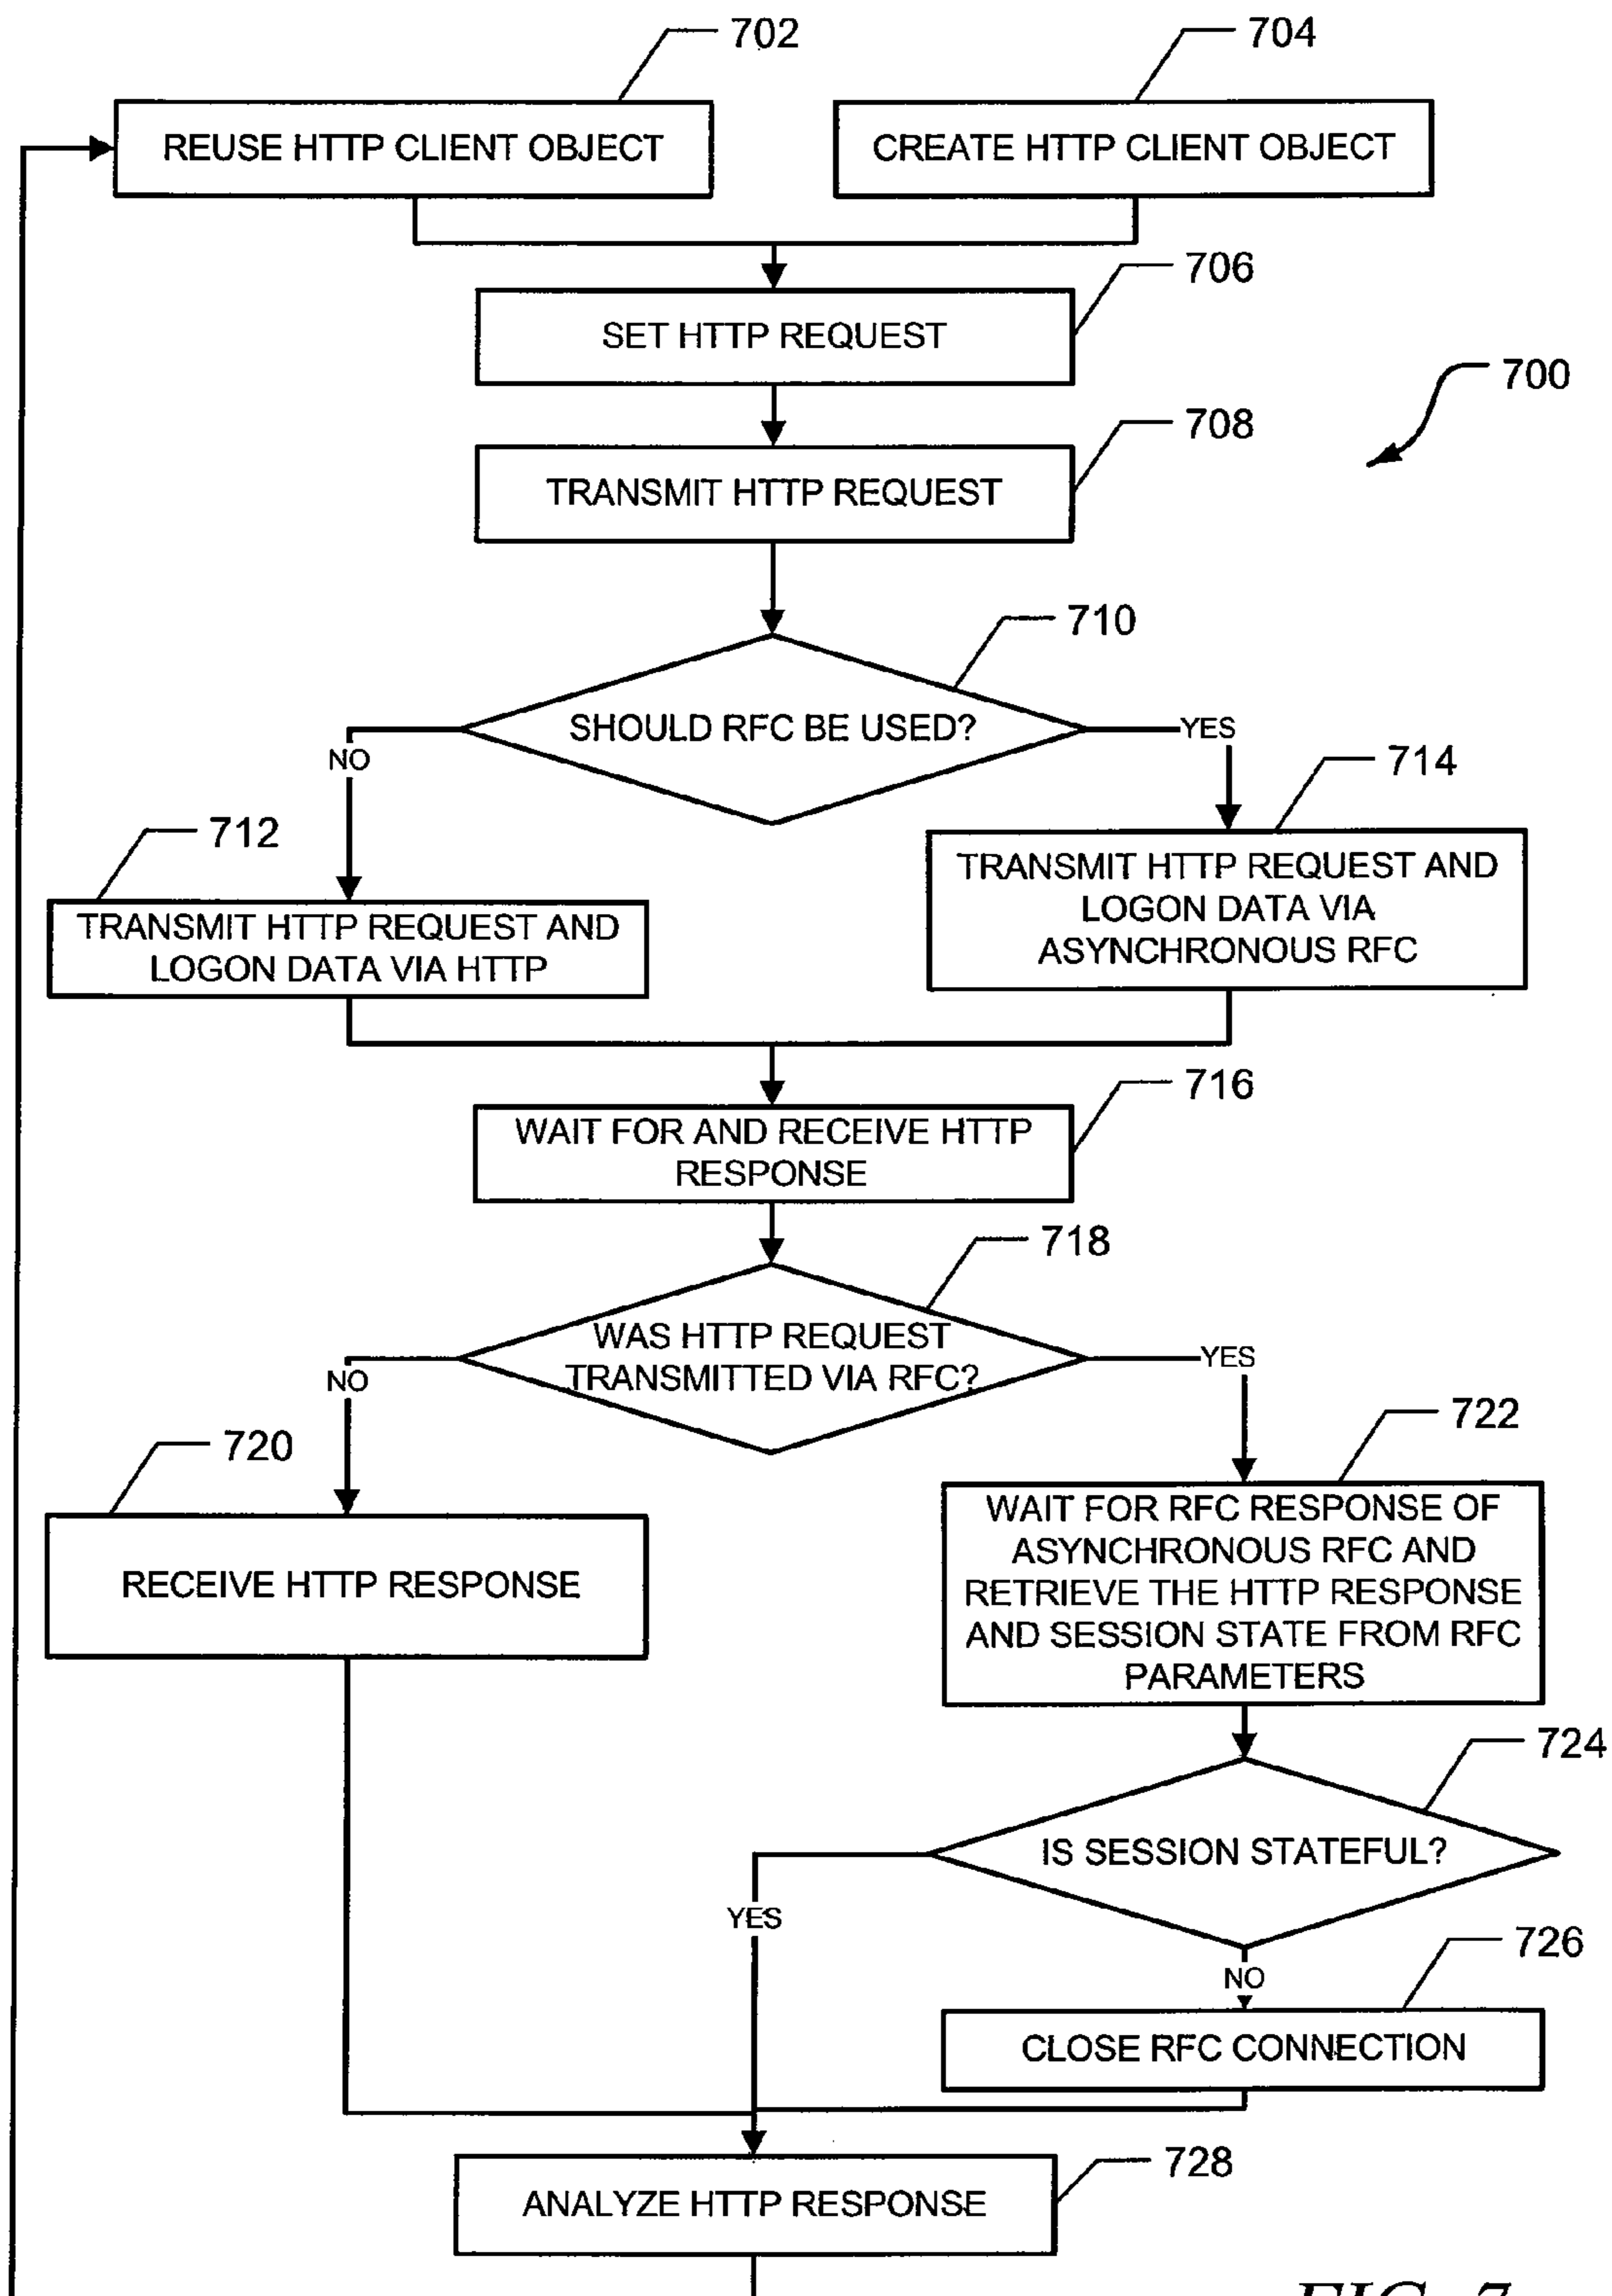 702
704
REUSE HTTP CLIENT OBJECT
CREATE HTTP CLIENT OBJECT
706
SET HTTP REQUEST
700
708
TRANSMIT HTTP REQUEST
710
SHOULD RFC BE USED?
NO
YES
712
714
TRANSMIT HTTP REQUEST AND
LOGON DATA VIA HTTP
TRANSMIT HTTP REQUEST AND
LOGON DATA VIA
ASYNCHRONOUS RFC
716
WAIT FOR AND RECEIVE HTTP
RESPONSE
718
WAS HTTP REQUEST
TRANSMITTED VIA RFC?
NO
YES
720
722
RECEIVE HTTP RESPONSE
WAIT FOR RFC RESPONSE OF
ASYNCHRONOUS RFC AND
RETRIEVE THE HTTP RESPONSE
AND SESSION STATE FROM RFC
PARAMETERS
724
IS SESSION STATEFUL?
YES
NO
726
CLOSE RFC CONNECTION
728
ANALYZE HTTP RESPONSE
FIG. 7